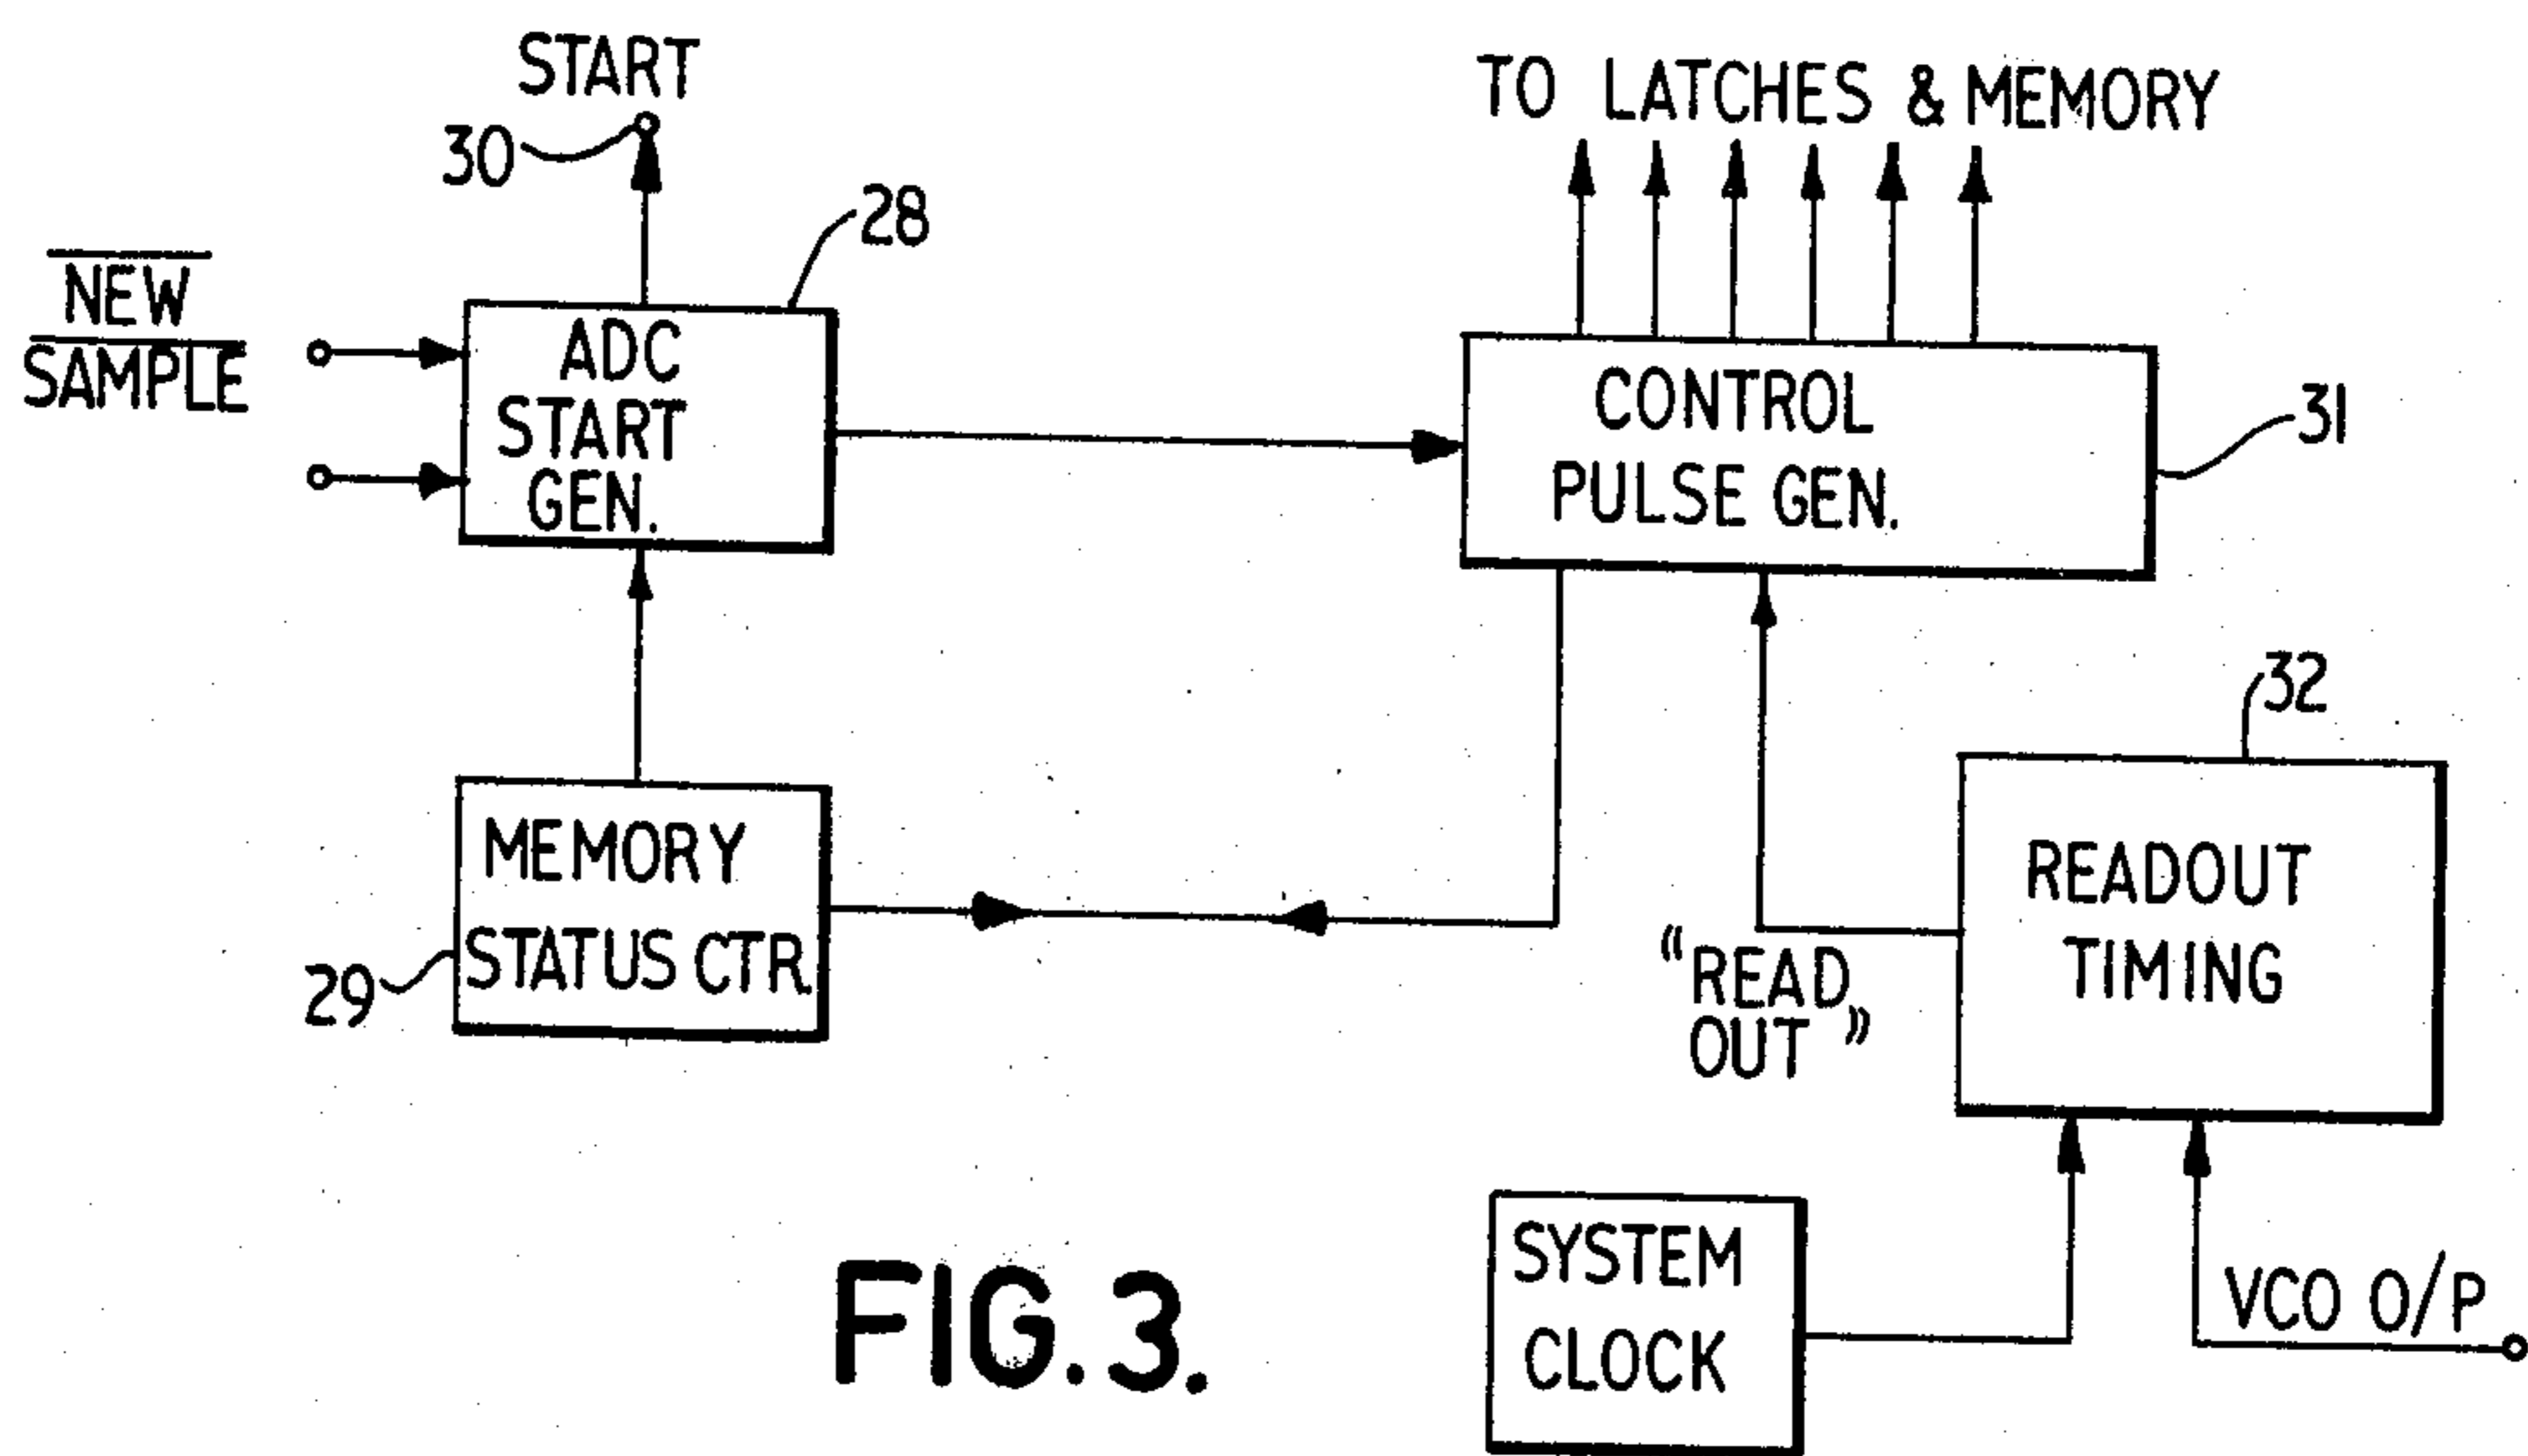 START
30
28
NEW
SAMPLE
ADC
START
GEN.
TO LATCHES & MEMORY
CONTROL
PULSE GEN.
31
32
MEMORY
STATUS CTR.
29
"READ
OUT"
READOUT
TIMING
SYSTEM
CLOCK
VCO O/P
FIG. 3.